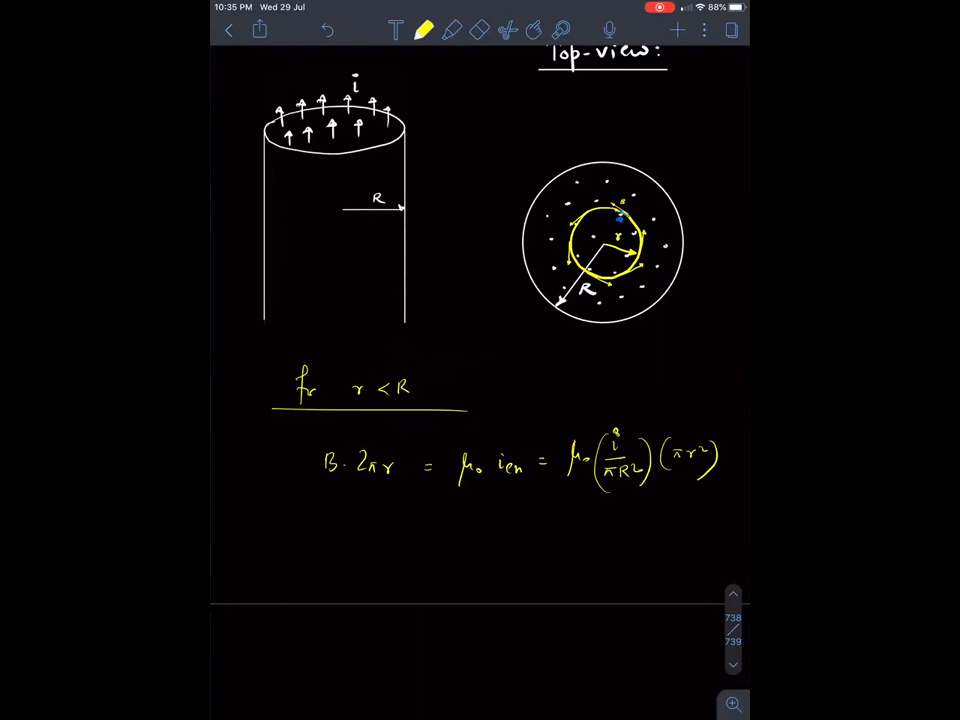 10:35 PM Wed 29 Jul
88%
Top-view:
i
R
r
R
for r < R
B. 2πr = μ₀ ien = μ₀ (i/πR²) (πr²)
738
739